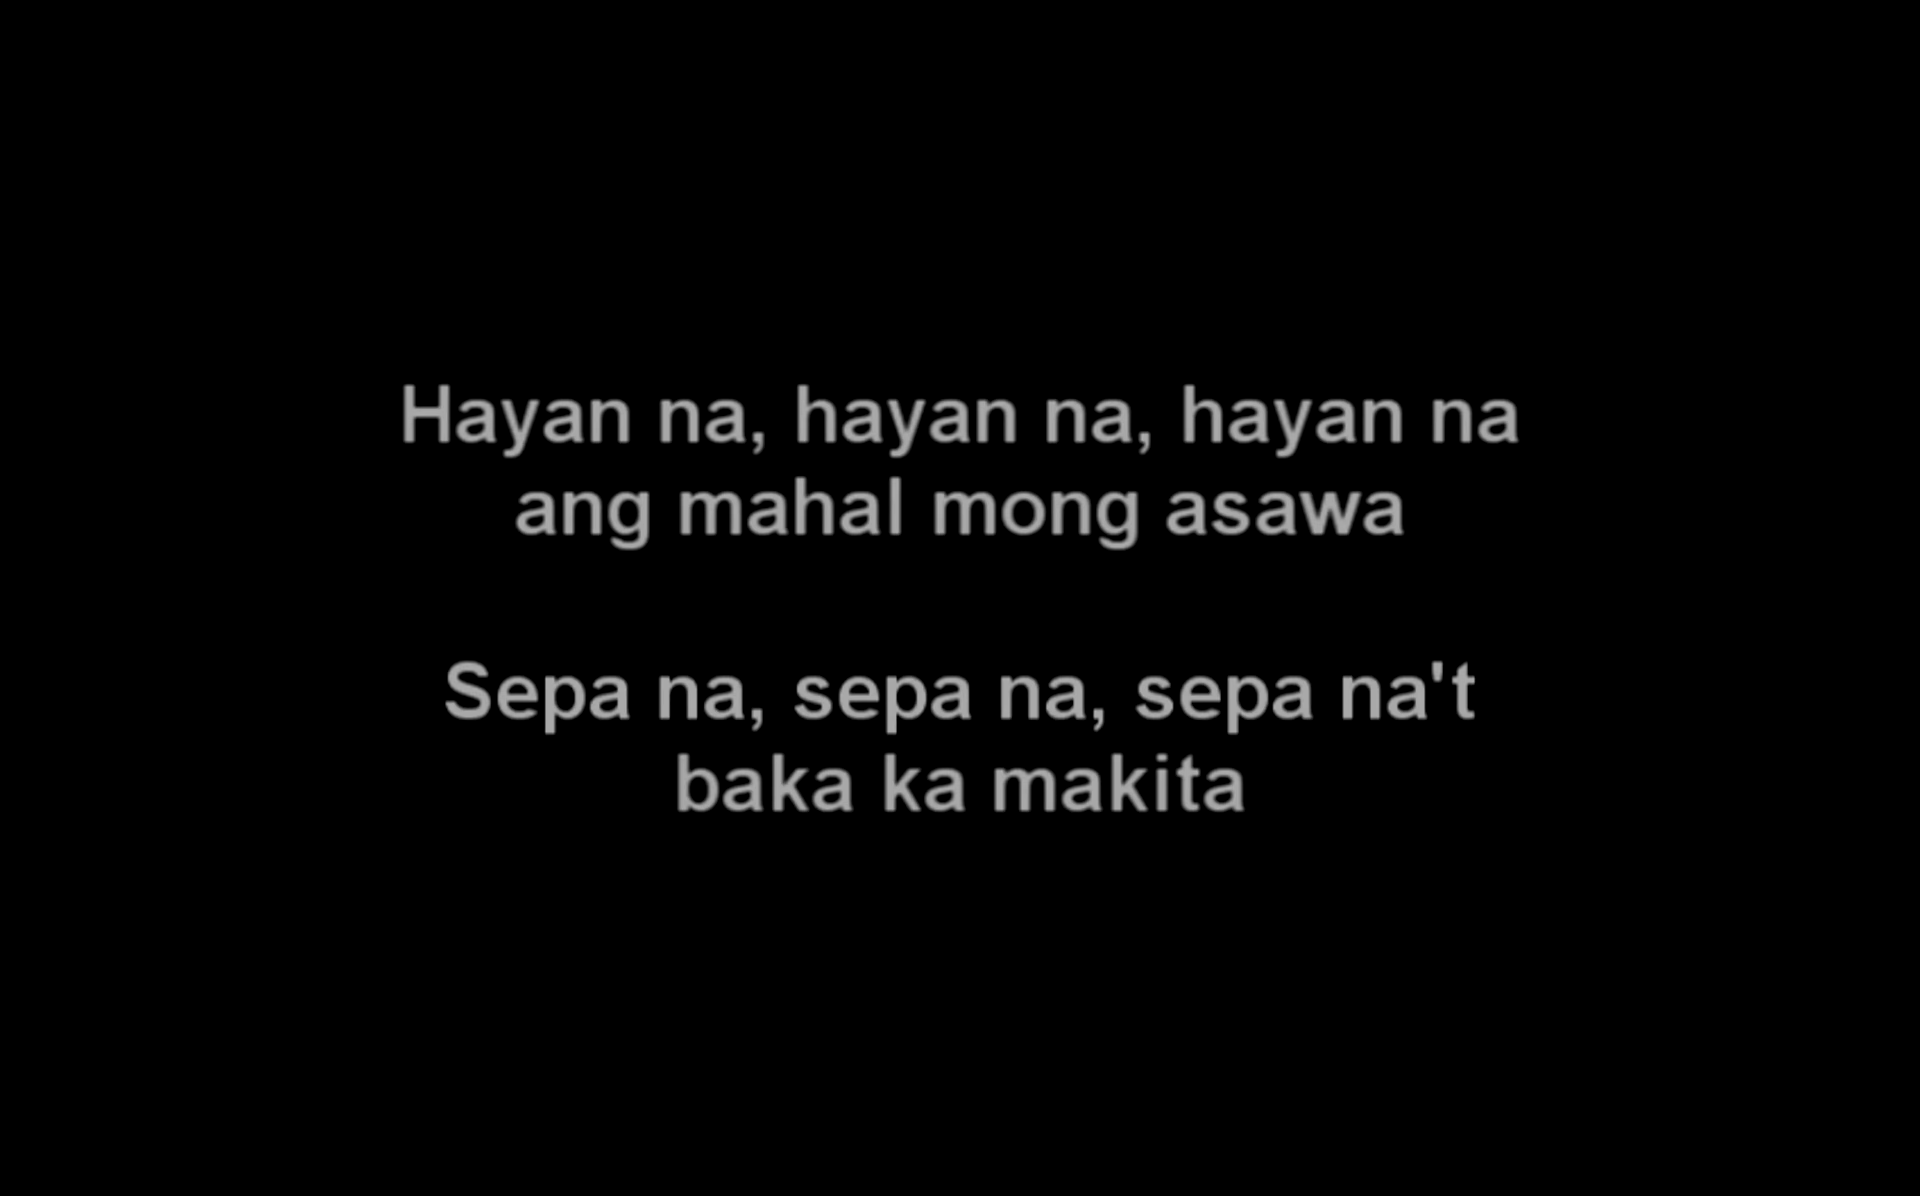 Hayan na, hayan na, hayan na
ang mahal mong asawa
Sepa na, sepa na, sepa na't
baka ka makita